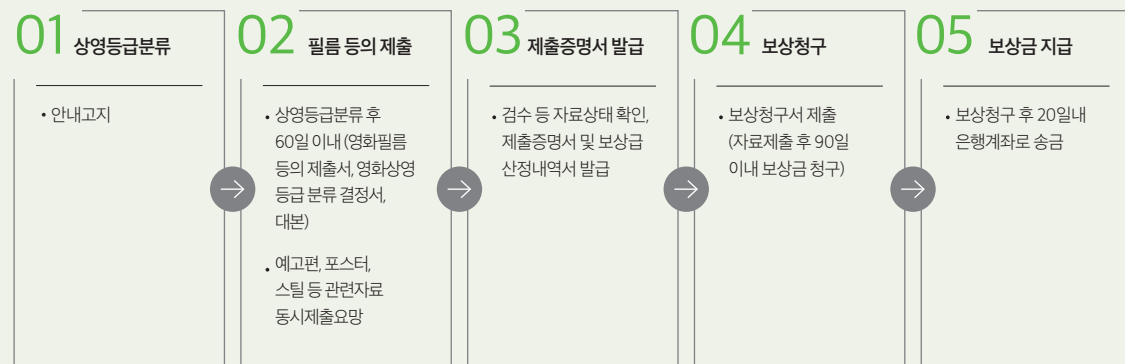 01 상영등급분류
• 안내고지
02 필름 등의 제출
• 상영등급분류 후
60일 이내 (영화필름
등의 제출서, 영화상영
등급 분류 결정서,
대본)
• 예고편, 포스터,
스틸 등 관련자료
동시제출요망
03 제출증명서 발급
• 검수 등 자료상태 확인,
제출증명서 및 보상급
산정내역서 발급
04 보상청구
• 보상청구서 제출
(자료제출 후 90일
이내 보상금 청구)
05 보상금 지급
• 보상청구 후 20일내
은행계좌로 송금